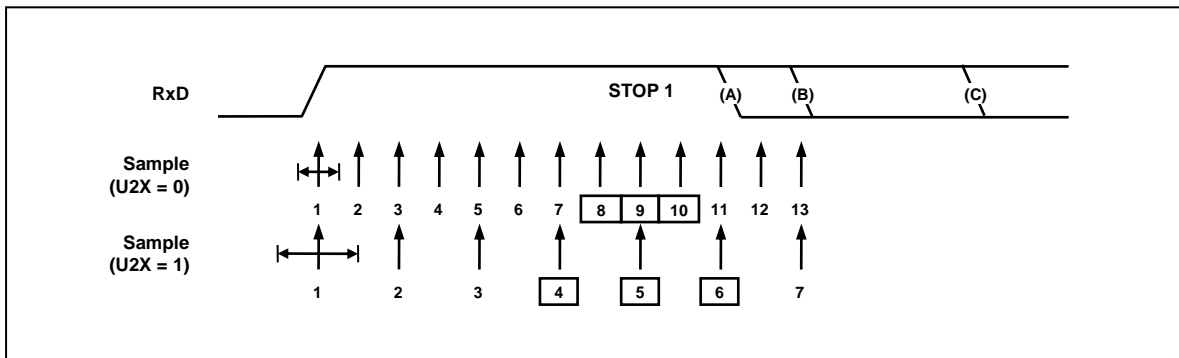 RxD STOP 1 (A) (B) (C)
Sample
(U2X = 0)
1 2 3 4 5 6 7 8 9 10 11 12 13
Sample
(U2X = 1)
1 2 3 4 5 6 7